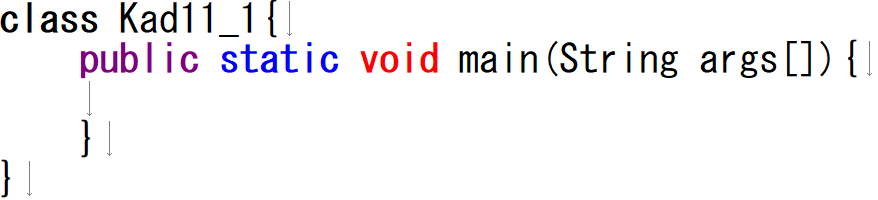 class Kad11_1{
public static void main(String args[]){
}
}